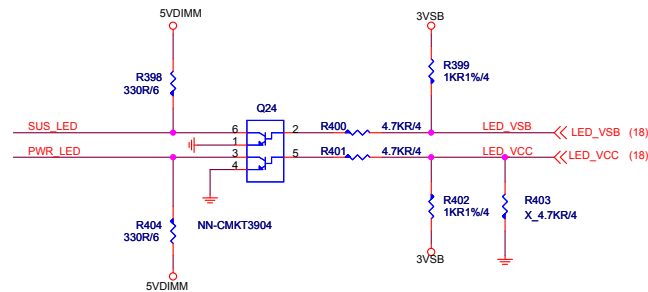 5VDIMM
3VSB
R398
330R/6
R399
1KR1%/4
Q24
SUS_LED
6
2
R400
4.7KR/4
LED_VSB
LED_VSB (18)
1
PWR_LED
3
5
R401
4.7KR/4
LED_VCC
LED_VCC (18)
4
R404
330R/6
NN-CMKT3904
R402
1KR1%/4
R403
X_4.7KR/4
3VSB
5VDIMM